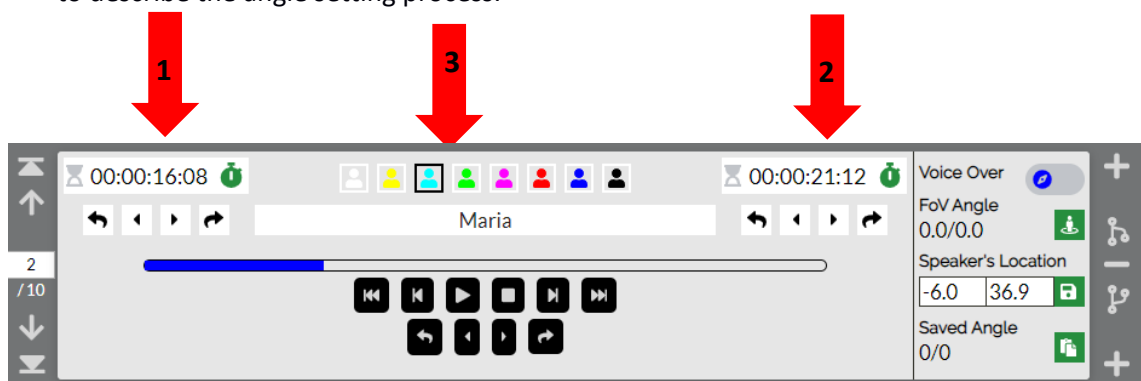 to describe the angle setting process.
1
3
2
00:00:16:08
00:00:21:12
Voice Over
Maria
FoV Angle
0.0/0.0
2
/10
Speaker's Location
-6.0 36.9
Saved Angle
0/0